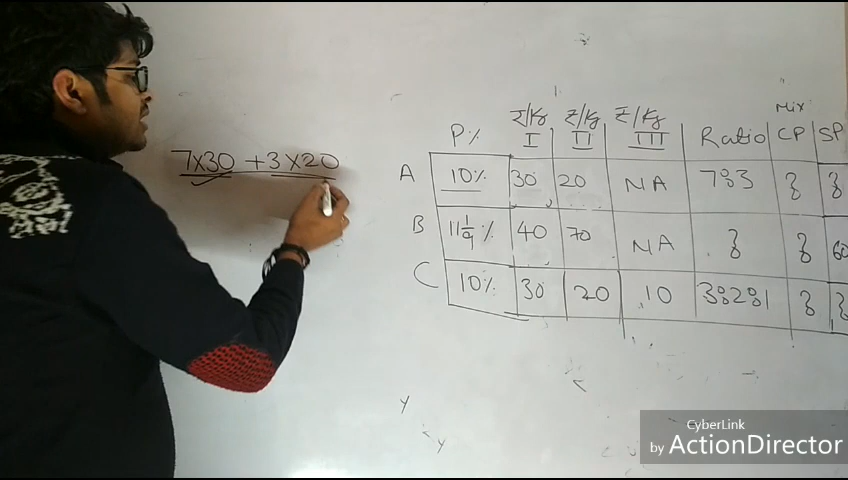 7x30 + 3x20
Mix
₹/kg ₹/kg ₹/kg
P% I II III Ratio CP SP
A 10% 30 20 NA 7:3 ? ?
B 11 1/9 % 40 70 NA ? ? 60
C 10% 30 20 10 3:2:1 ? ?
y
y
CyberLink
by ActionDirector